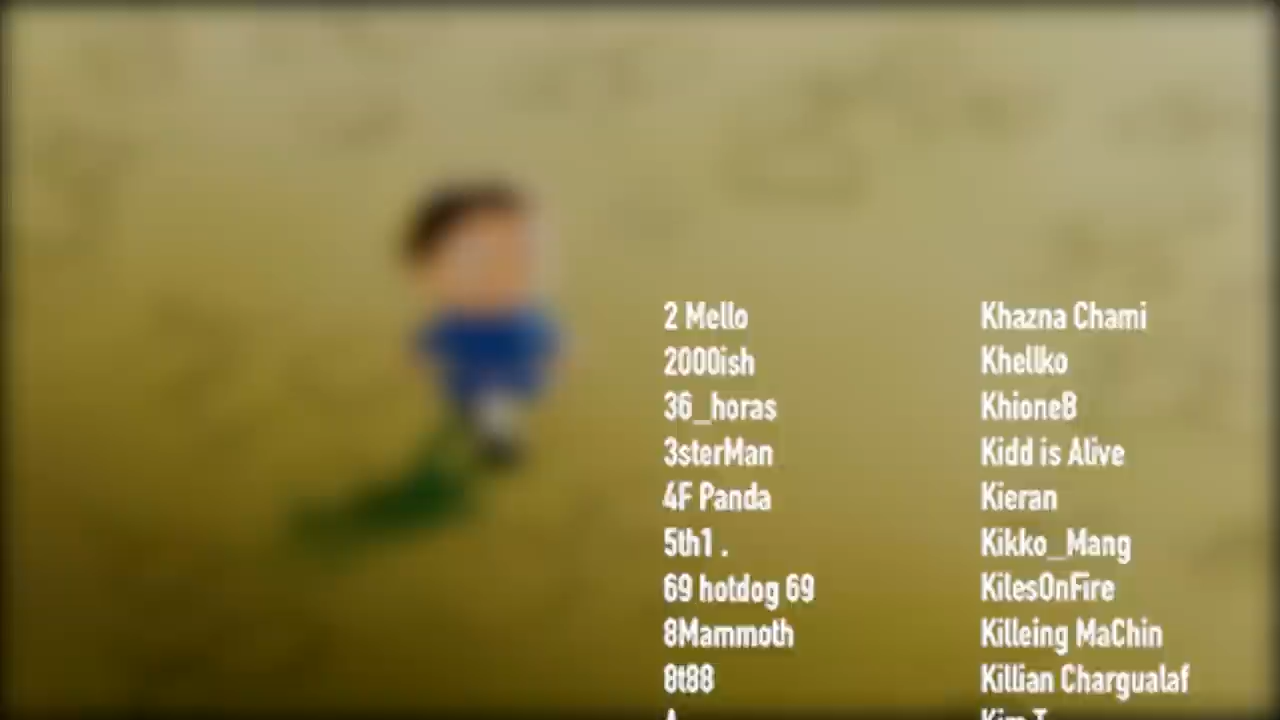 2 Mello
2000ish
36_horas
3sterMan
4F Panda
5th1 .
69 hotdog 69
8Mammoth
8t88
Khazna Chami
Khellko
KhioneB
Kidd is Alive
Kieran
Kikko_Mang
KilesOnFire
Killeing MaChin
Killian Chargualaf